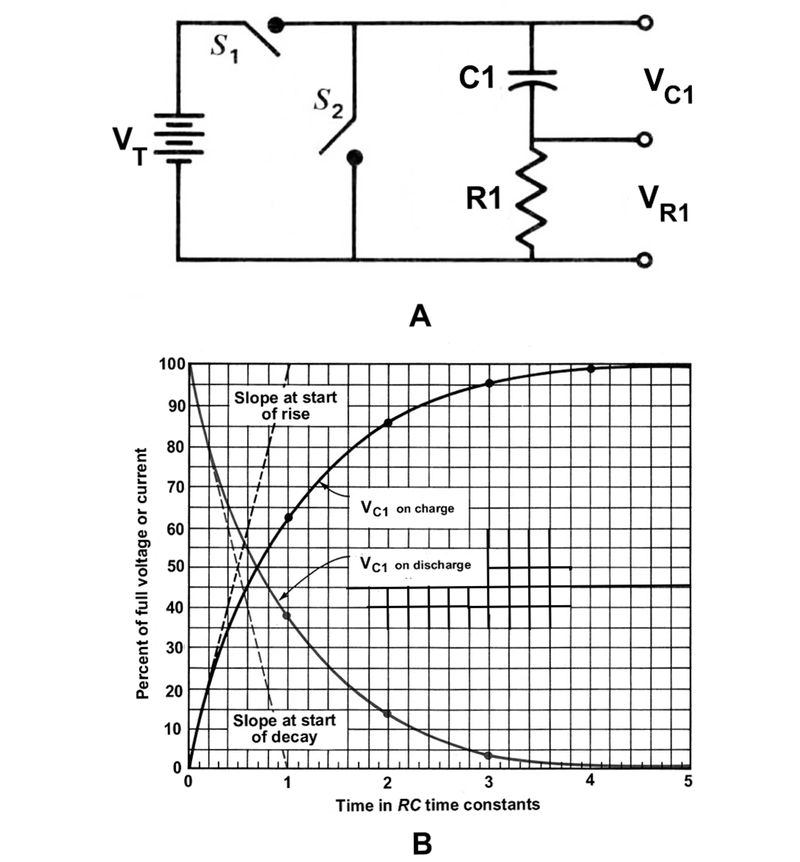 S1
S2
VT
C1
VC1
R1
VR1
A
Percent of full voltage or current
100
90
80
70
60
50
40
30
20
10
0
Slope at start
of rise
VC1 on charge
VC1 on discharge
Slope at start
of decay
0 1 2 3 4 5
Time in RC time constants
B